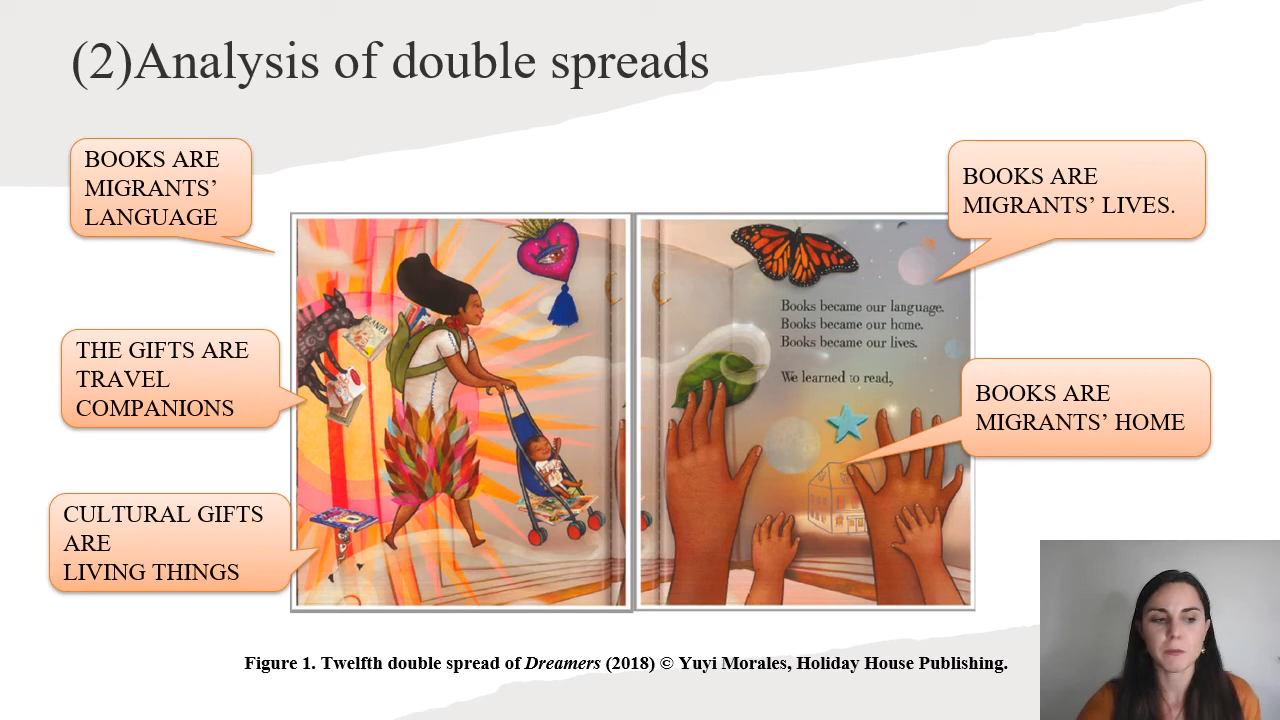 (2)Analysis of double spreads
BOOKS ARE
MIGRANTS’
LANGUAGE
BOOKS ARE
MIGRANTS’ LIVES.
Books became our language.
Books became our home.
Books became our lives.
We learned to read,
THE GIFTS ARE
TRAVEL
COMPANIONS
BOOKS ARE
MIGRANTS’ HOME
CULTURAL GIFTS
ARE
LIVING THINGS
Figure 1. Twelfth double spread of Dreamers (2018) © Yuyi Morales, Holiday House Publishing.